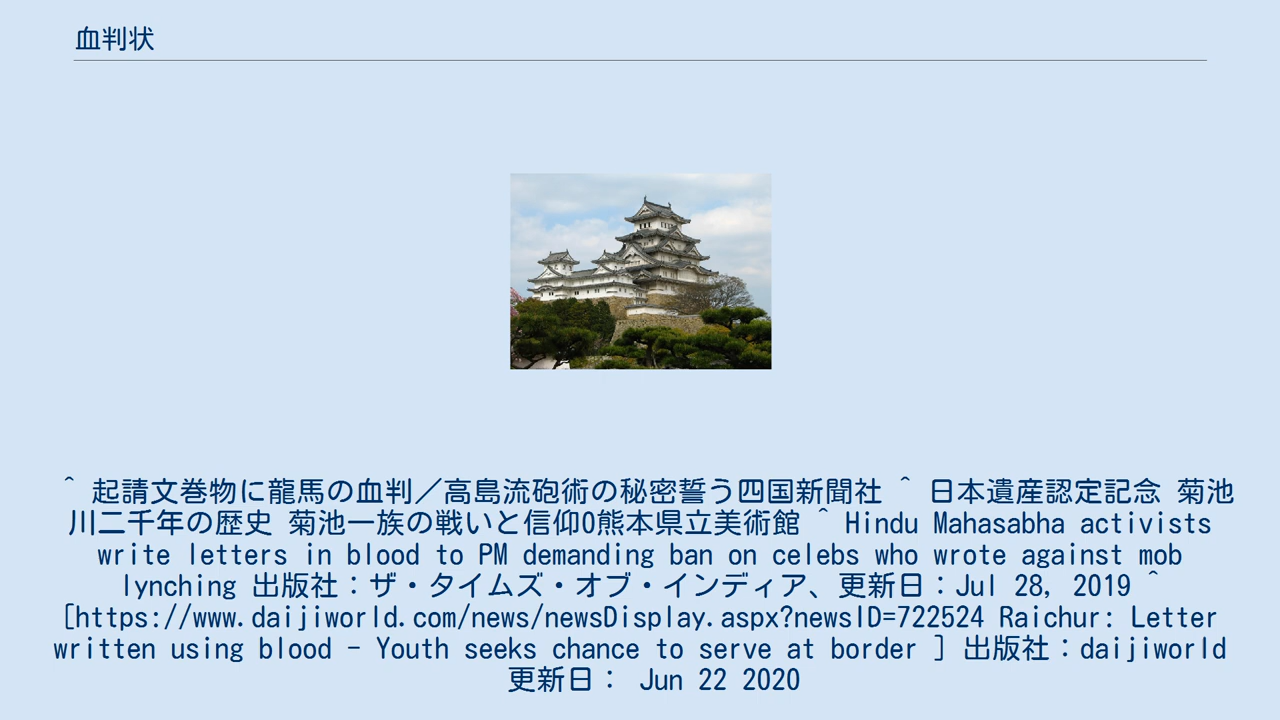 血判状
^ 起請文巻物に龍馬の血判／高島流砲術の秘密誓う四国新聞社 ^ 日本遺産認定記念 菊池
川二千年の歴史 菊池一族の戦いと信仰0熊本県立美術館 ^ Hindu Mahasabha activists
write letters in blood to PM demanding ban on celebs who wrote against mob
lynching 出版社：ザ・タイムズ・オブ・インディア、更新日：Jul 28, 2019 ^
[https://www.daijiworld.com/news/newsDisplay.aspx?newsID=722524 Raichur: Letter
written using blood - Youth seeks chance to serve at border ] 出版社：daijiworld
更新日： Jun 22 2020